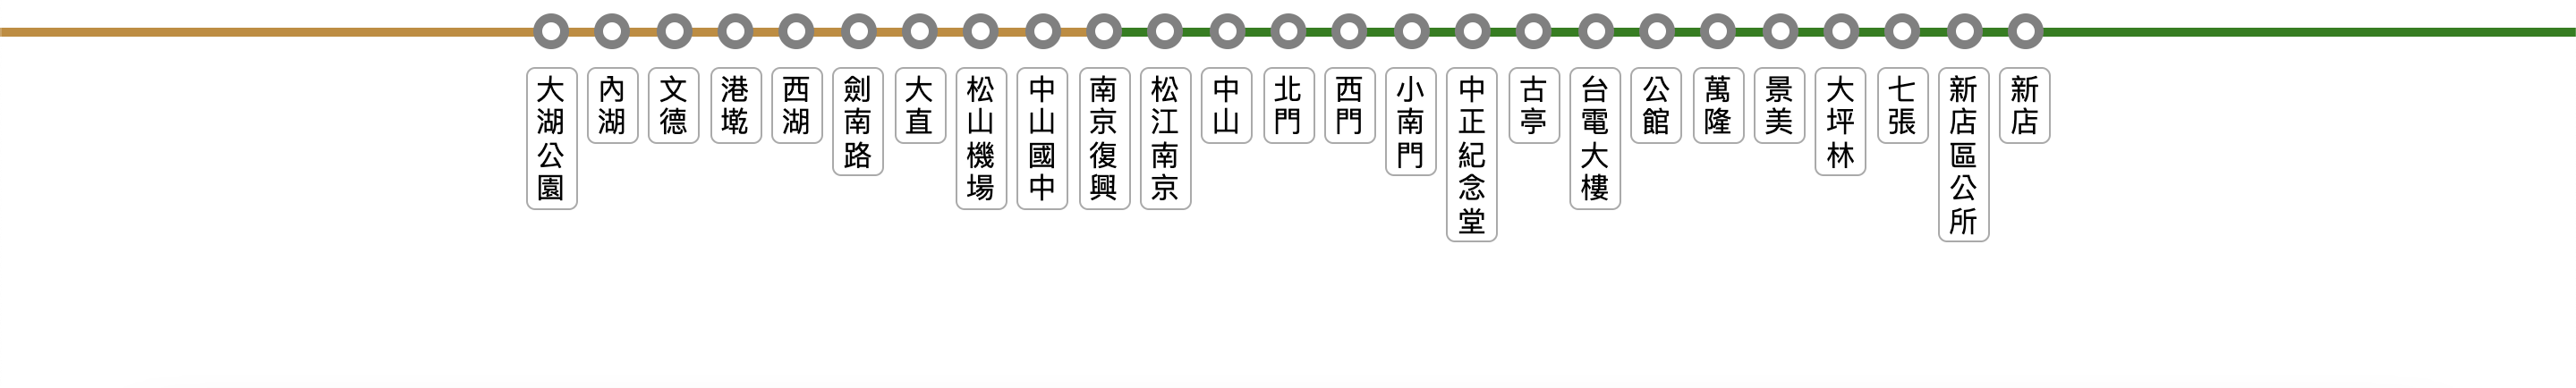 大湖公園
內湖
文德
港墘
西湖
劍南路
大直
松山機場
中山國中
南京復興
松江南京
中山
北門
西門
小南門
中正紀念堂
古亭
台電大樓
公館
萬隆
景美
大坪林
七張
新店區公所
新店